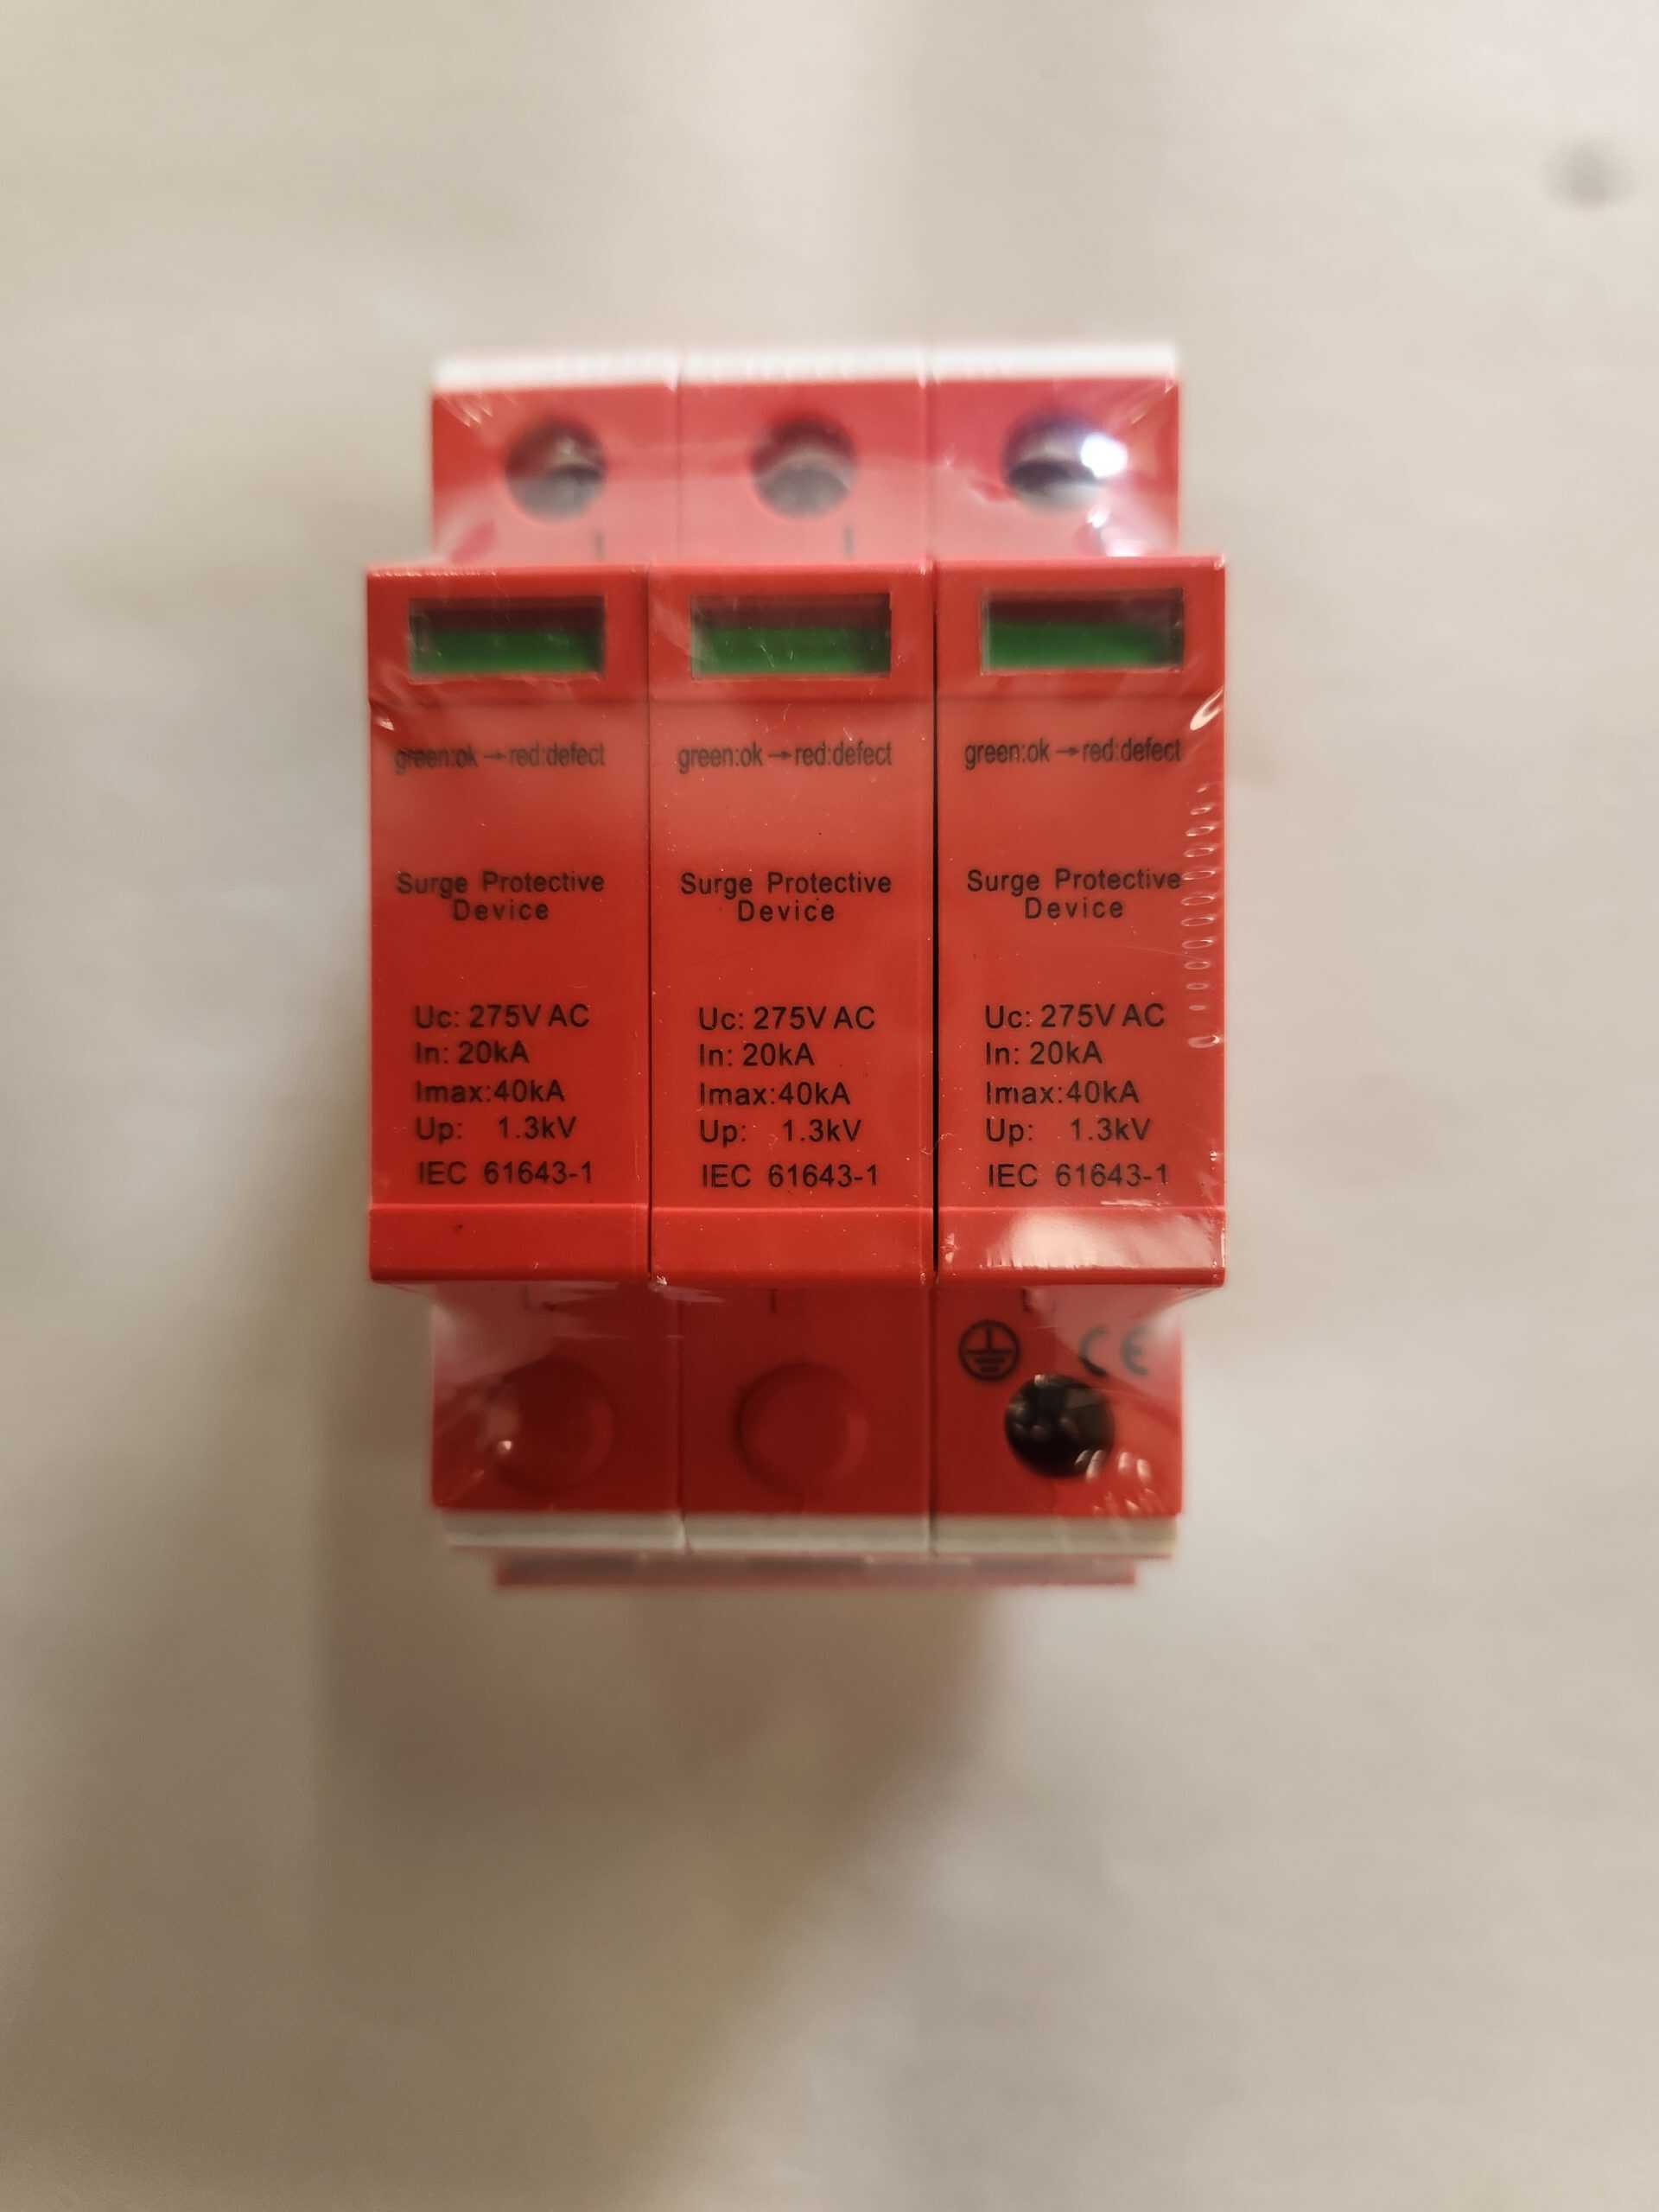 green:ok→red:defect
Surge Protective
Device
Uc: 275V AC
In: 20kA
Imax:40kA
Up: 1.3kV
IEC 61643-1
green:ok→red:defect
Surge Protective
Device
Uc: 275V AC
In: 20kA
Imax:40kA
Up: 1.3kV
IEC 61643-1
green:ok→red:defect
Surge Protective
Device
Uc: 275V AC
In: 20kA
Imax:40kA
Up: 1.3kV
IEC 61643-1
CE